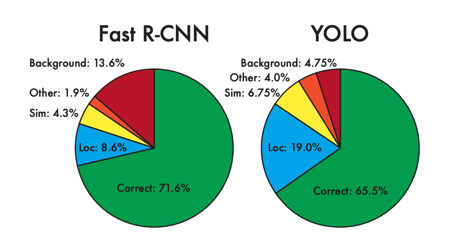 Fast R-CNN
Background: 13.6%
Other: 1.9%
Sim: 4.3%
Loc: 8.6%
Correct: 71.6%
YOLO
Background: 4.75%
Other: 4.0%
Sim: 6.75%
Loc: 19.0%
Correct: 65.5%